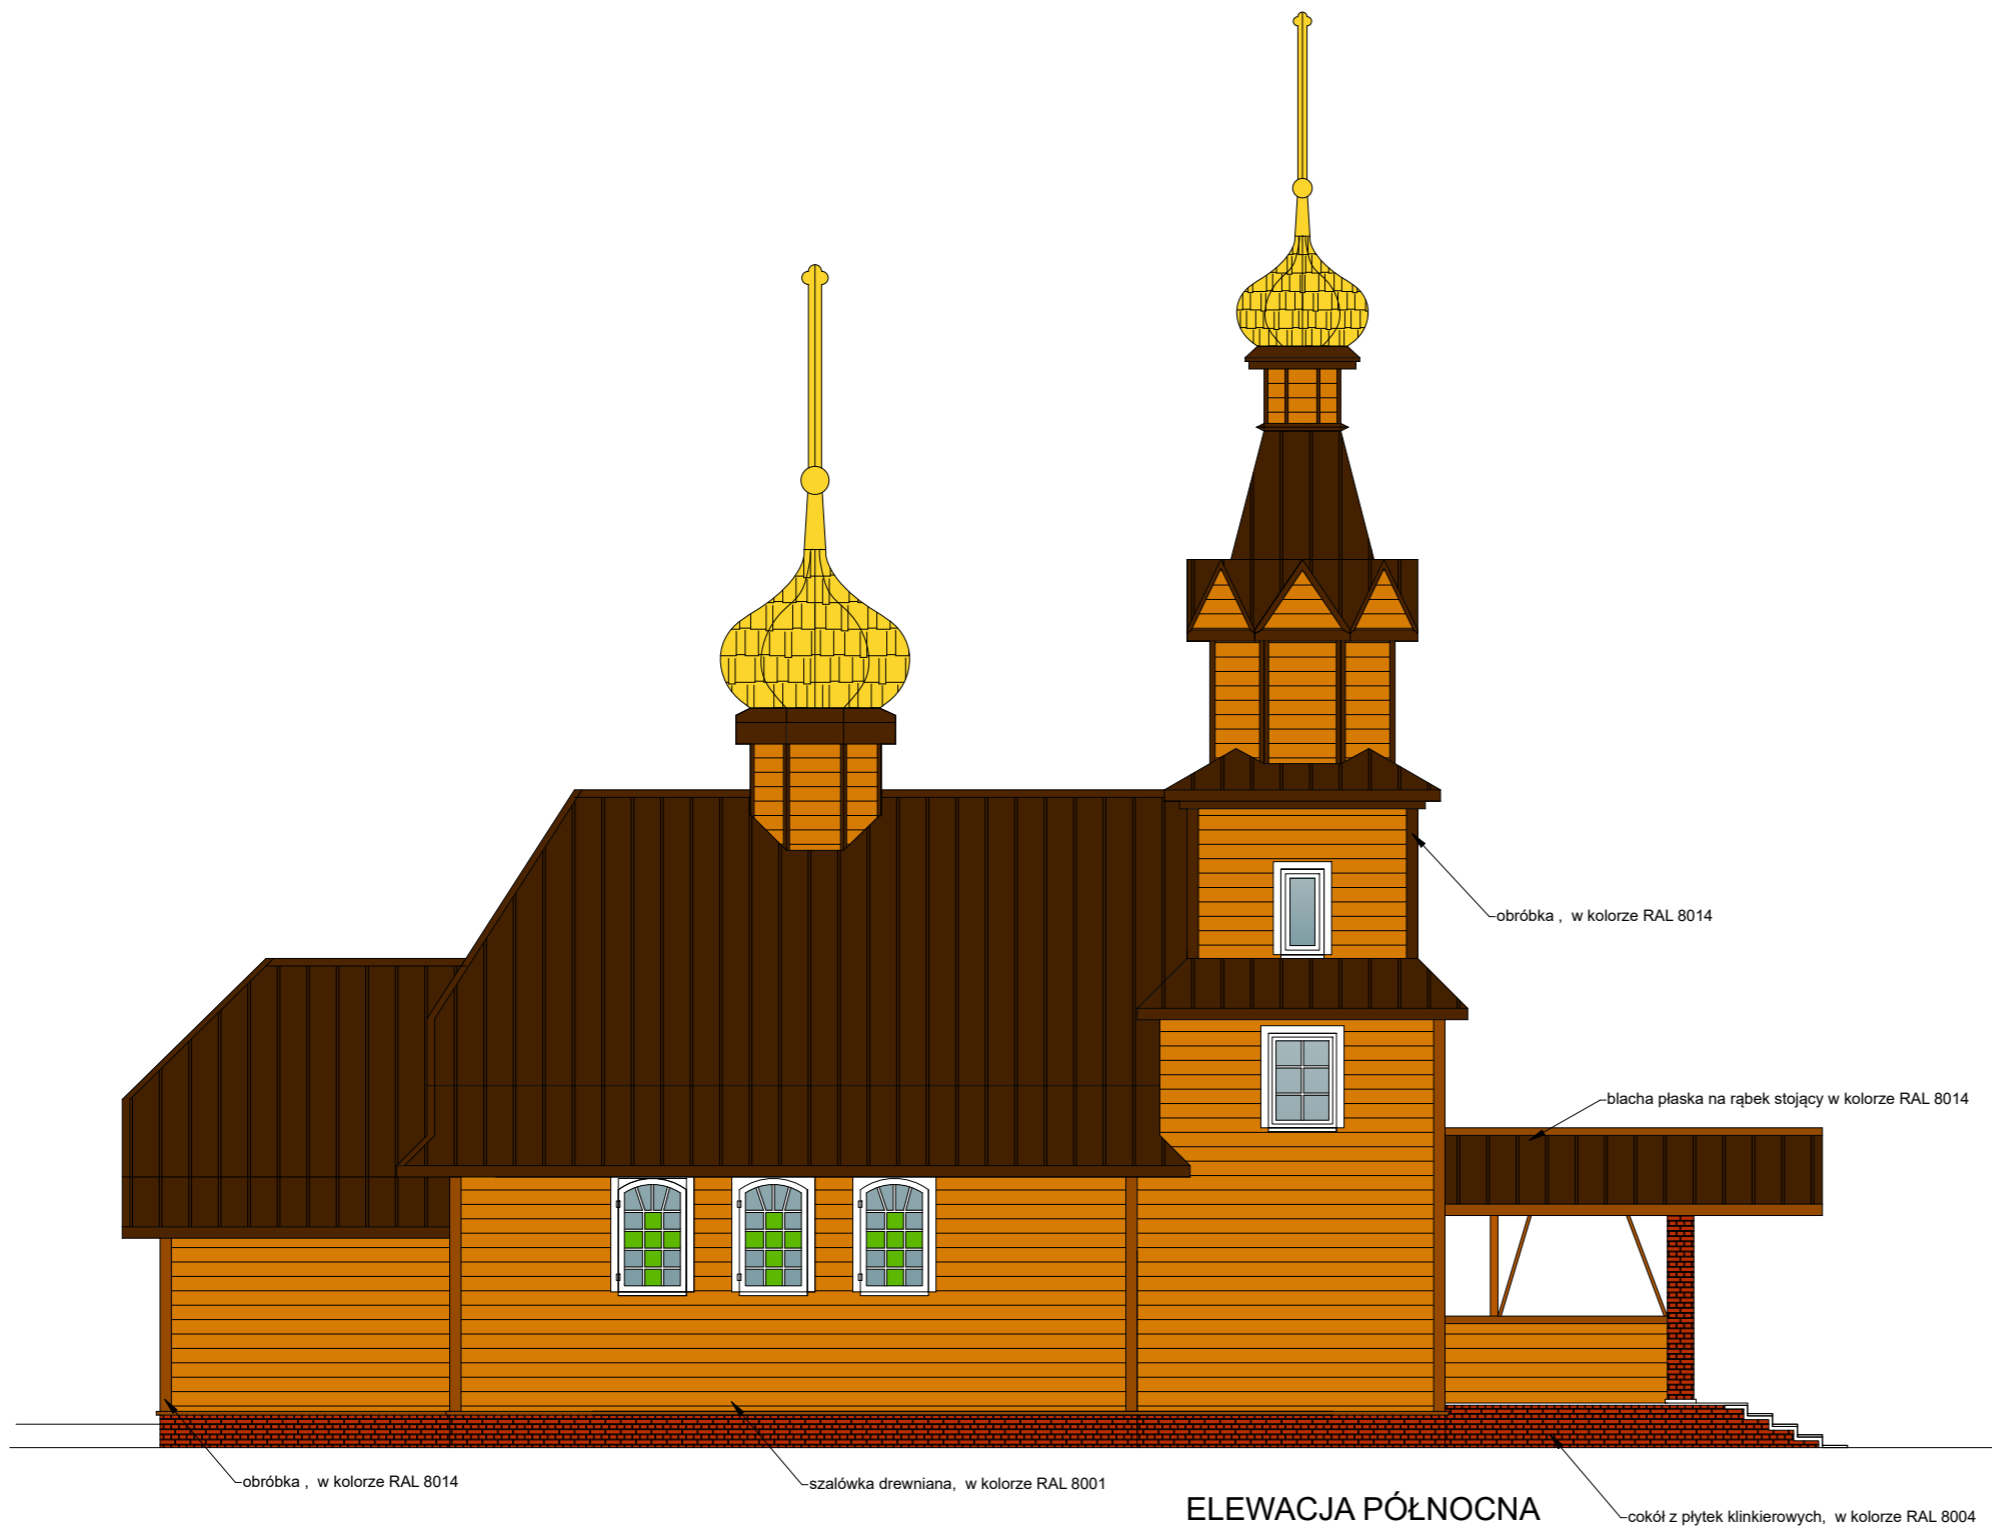 obróbka ,  w kolorze RAL 8014
blacha płaska na rąbek stojący w kolorze RAL 8014
obróbka ,  w kolorze RAL 8014
szalówka drewniana,  w kolorze RAL 8001
ELEWACJA PÓŁNOCNA
cokół z płytek klinkierowych,  w kolorze RAL 8004